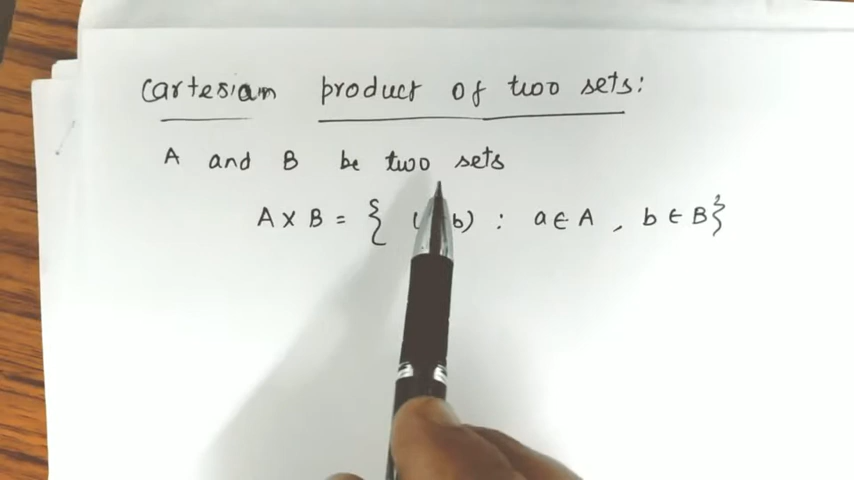 Cartesian product of two sets:
A and B be two sets
A × B = { ( b) : a ∈ A , b ∈ B }